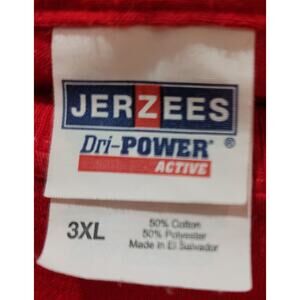 JERZEES
Dri-POWER®
ACTIVE
3XL
50% Cotton
50% Polyester
Made in El Salvador